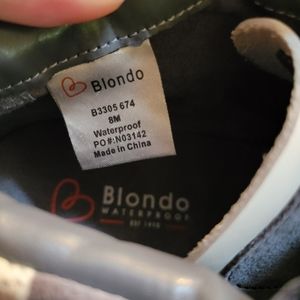 Blondo
B3305 674
8M
Waterproof
PO#:N03142
Made in China
Blondo
WATERPROOF
EST 1910